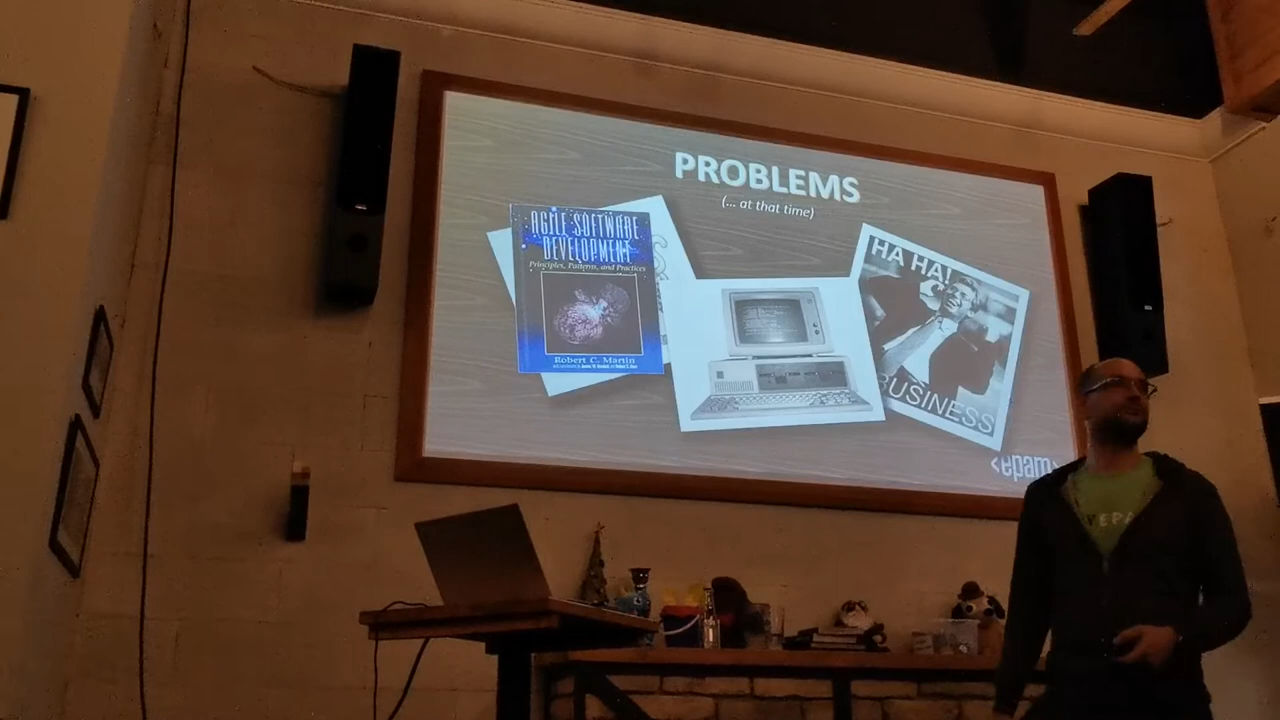 PROBLEMS
(... at that time)
AGILE SOFTWARE
DEVELOPMENT
Principles, Patterns, and Practices
Robert C. Martin
HA HA!
BUSINESS
<epam>